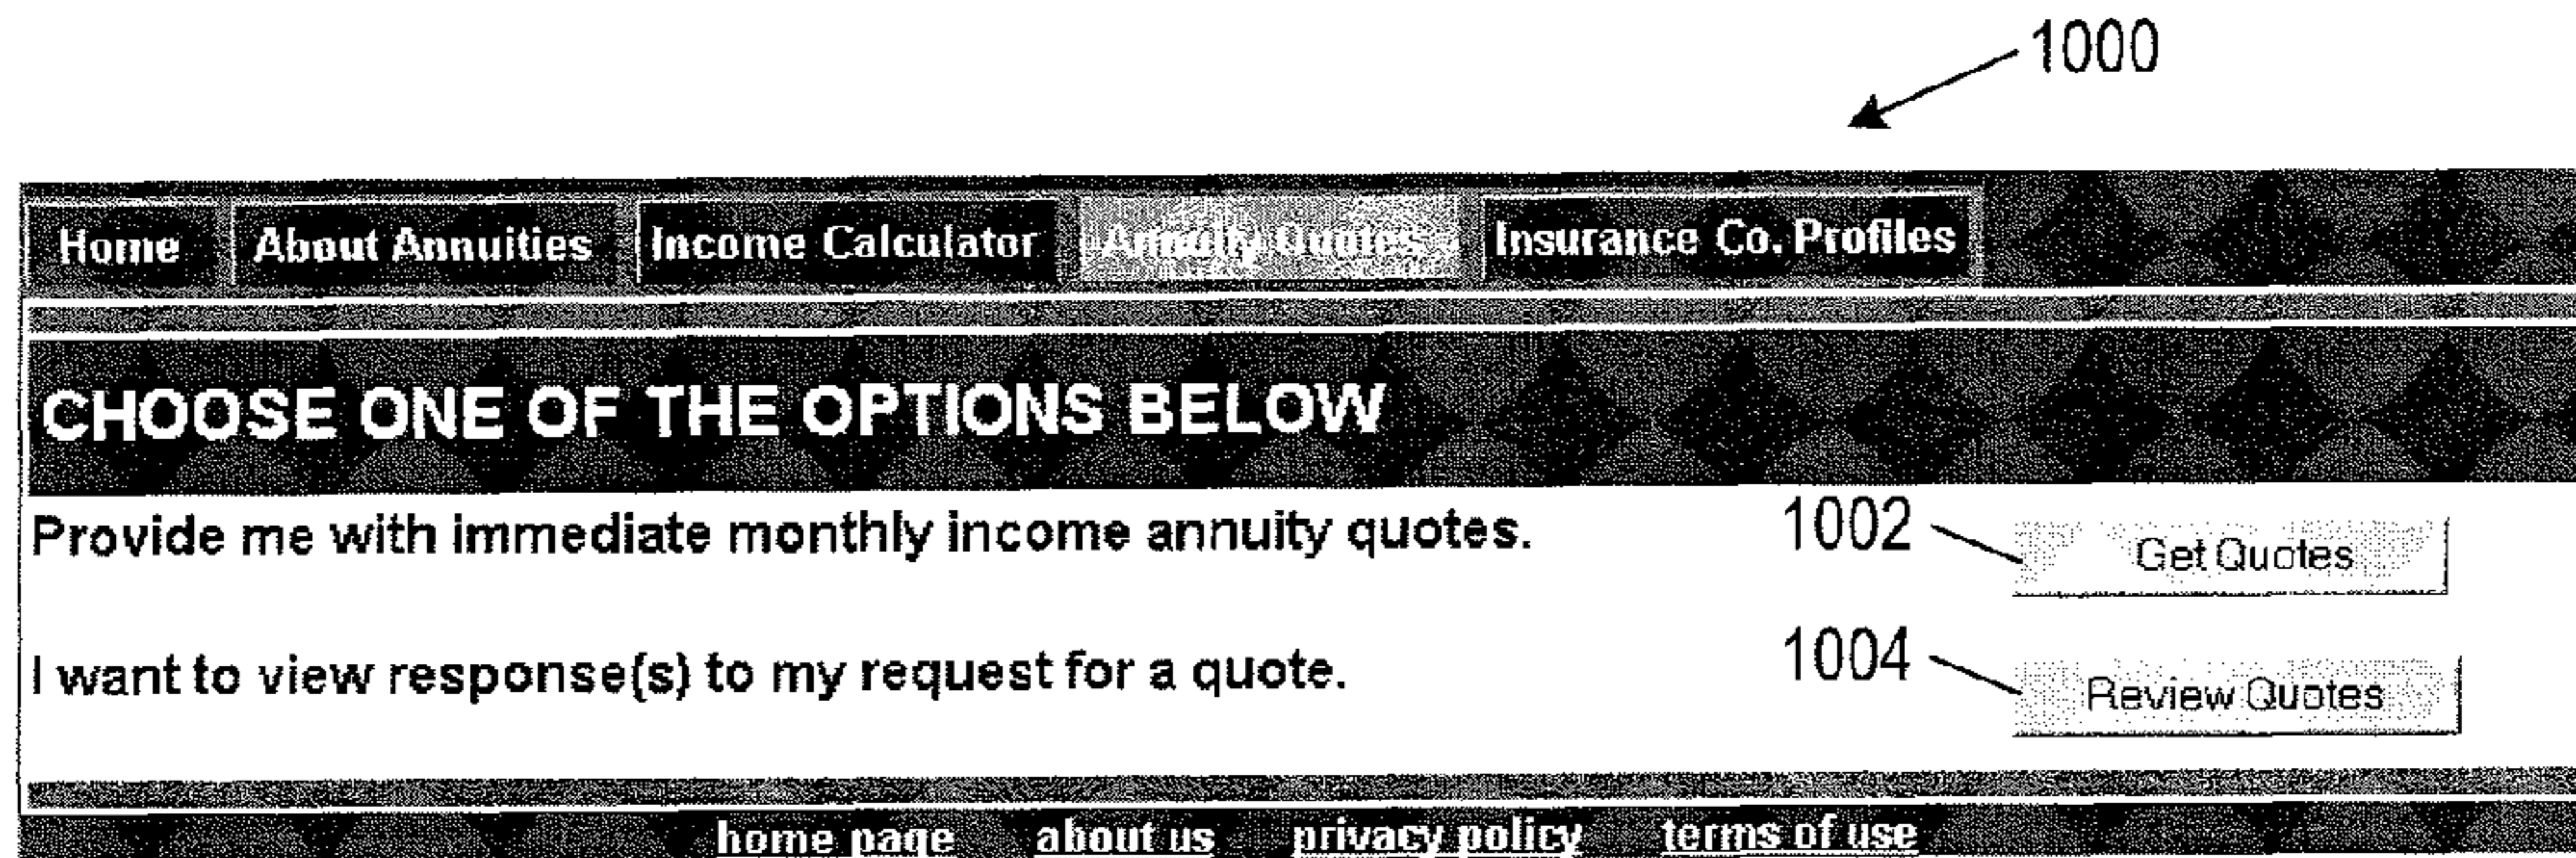 1000
Home About Annuities Income Calculator Annuity Quotes Insurance Co. Profiles
CHOOSE ONE OF THE OPTIONS BELOW
Provide me with immediate monthly income annuity quotes. 1002 Get Quotes
I want to view response(s) to my request for a quote. 1004 Review Quotes
home page about us privacy policy terms of use